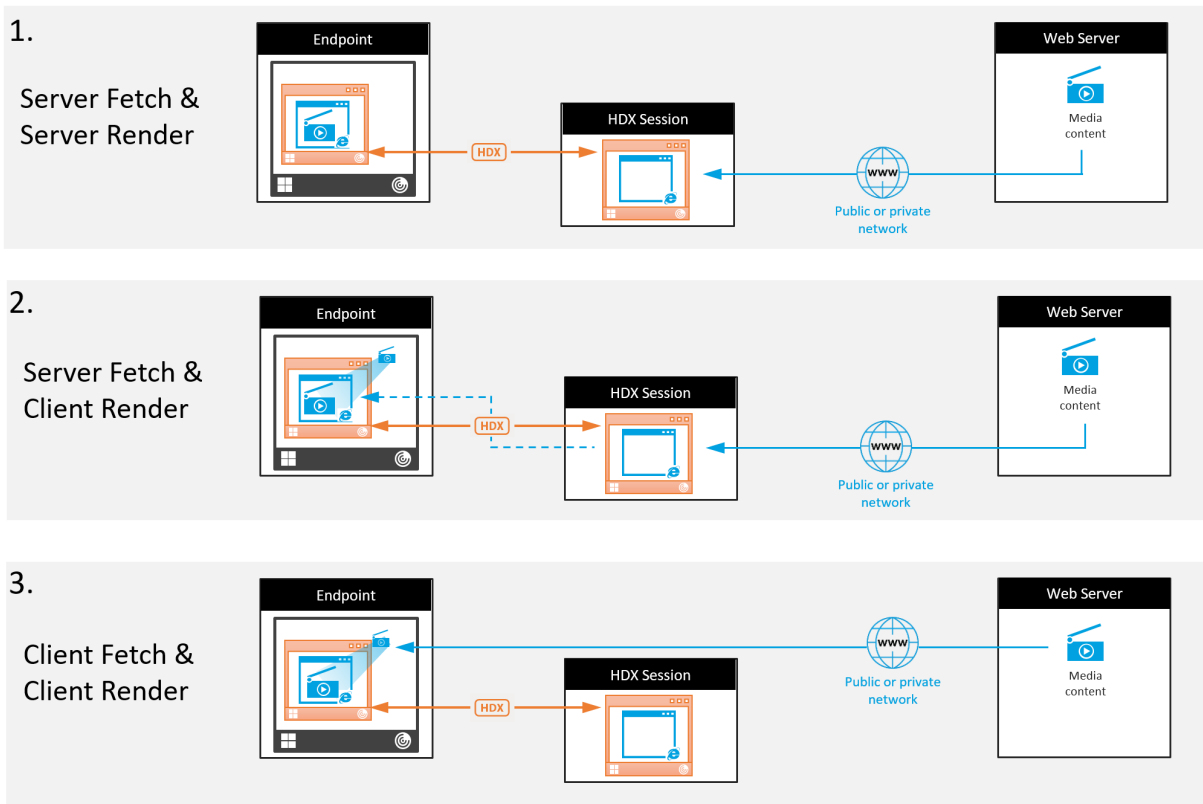 1.
Server Fetch &
Server Render
Endpoint
HDX
HDX Session
www
Public or private
network
Web Server
Media
content
2.
Server Fetch &
Client Render
Endpoint
HDX
HDX Session
www
Public or private
network
Web Server
Media
content
3.
Client Fetch &
Client Render
Endpoint
HDX
HDX Session
www
Public or private
network
Web Server
Media
content